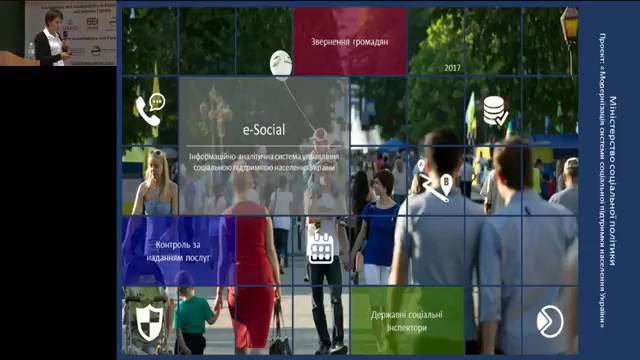 Звернення громадян
2017
e-Social
Інформаційно-аналітична система управління
соціальною підтримкою населення України
B
Контроль за
наданням послуг
Державні соціальні
інспектори
Міністерство соціальної політики
Проект: «Модернізація системи соціальної підтримки населення України»